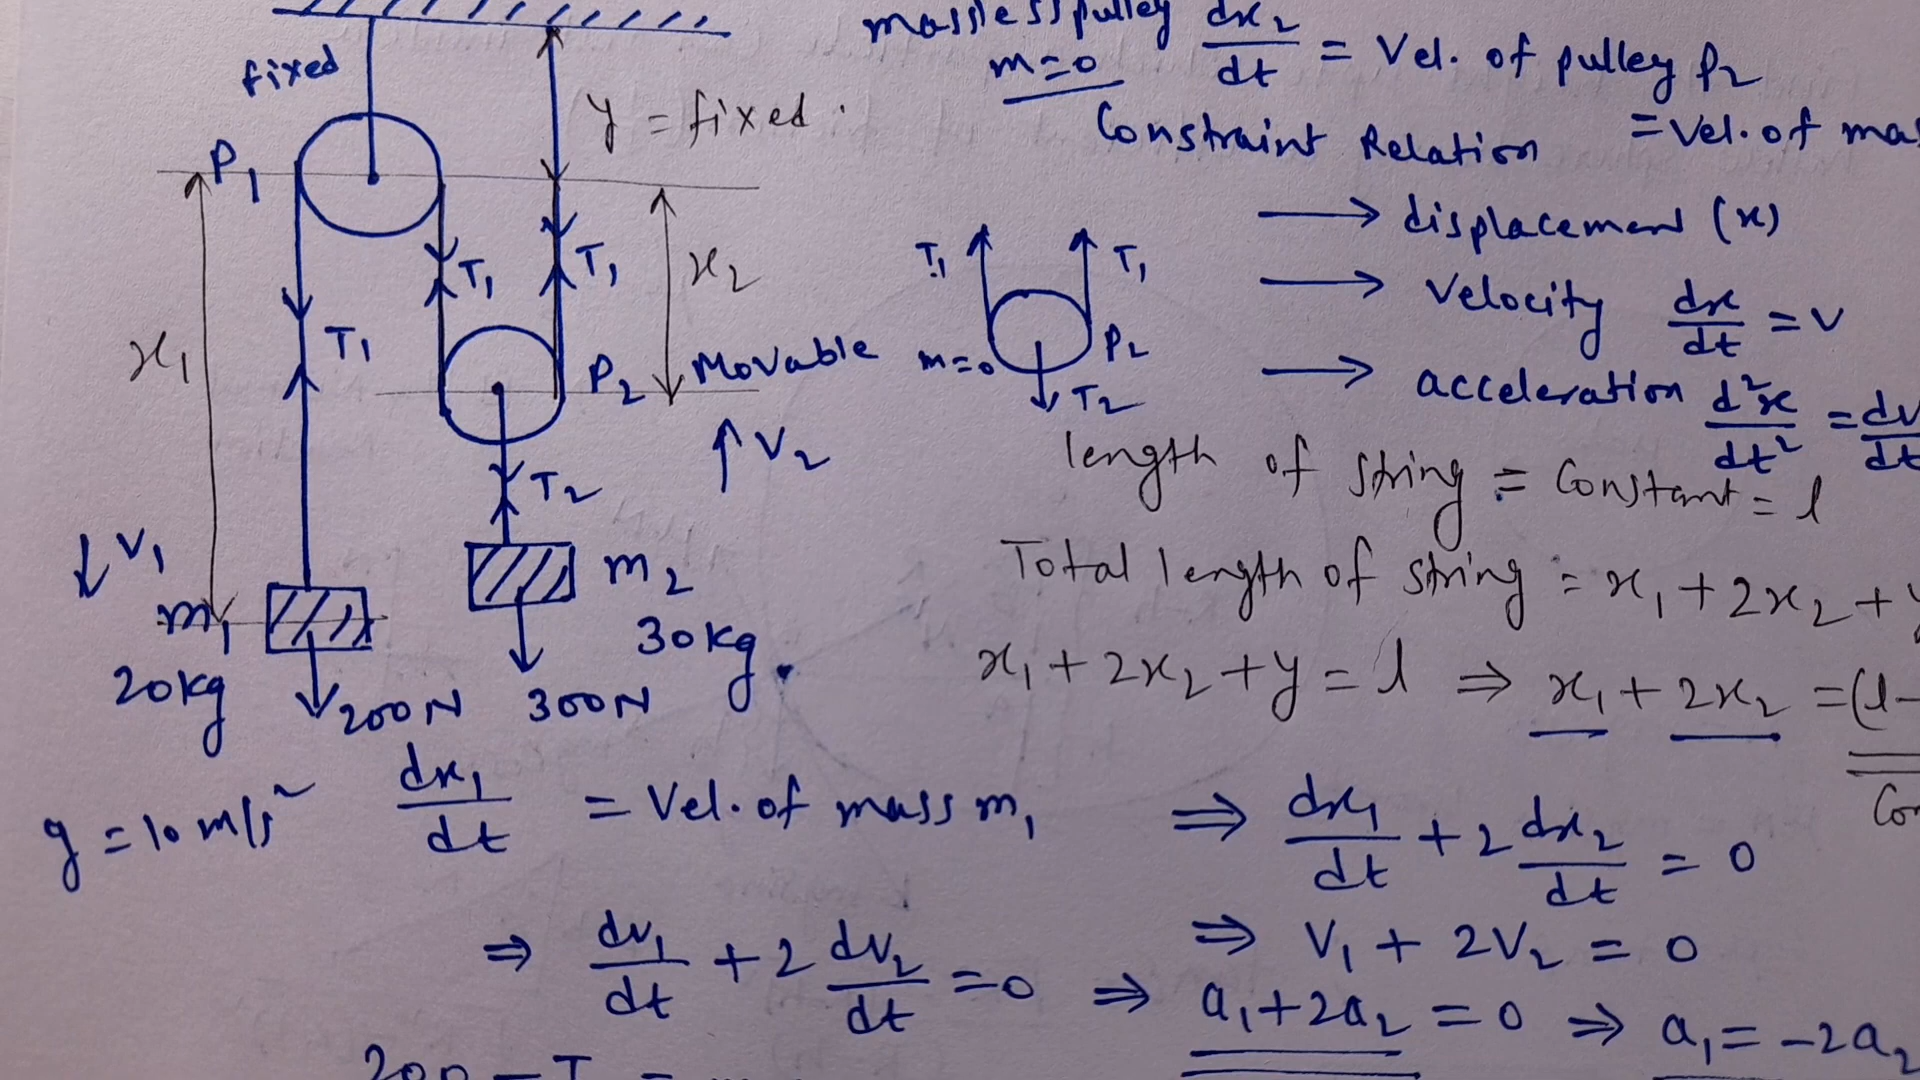 massless pulley
m=0
dx2/dt = Vel. of pulley P2
= Vel. of
Constraint Relation
→ displacement (x)
→ Velocity dx/dt = v
→ acceleration d²x/dt² = dv/dt
fixed
y = fixed
P1
T1
T1
T1
x2
x1
P2
Movable
↑ V2
T2
↓ V1
m1
20kg
200N
m2
30kg
300N
T1
T1
m=0
P2
T2
length of string = Constant = l
Total length of string = x1 + 2x2 + y
x1 + 2x2 + y = l ⇒ x1 + 2x2 = (l-
g = 10 m/s²
dx1/dt = Vel. of mass m1
⇒ dx1/dt + 2 dx2/dt = 0
⇒ V1 + 2V2 = 0
⇒ dv1/dt + 2 dv2/dt = 0 ⇒ a1+2a2 = 0 ⇒ a1 = -2a2
200 - T =